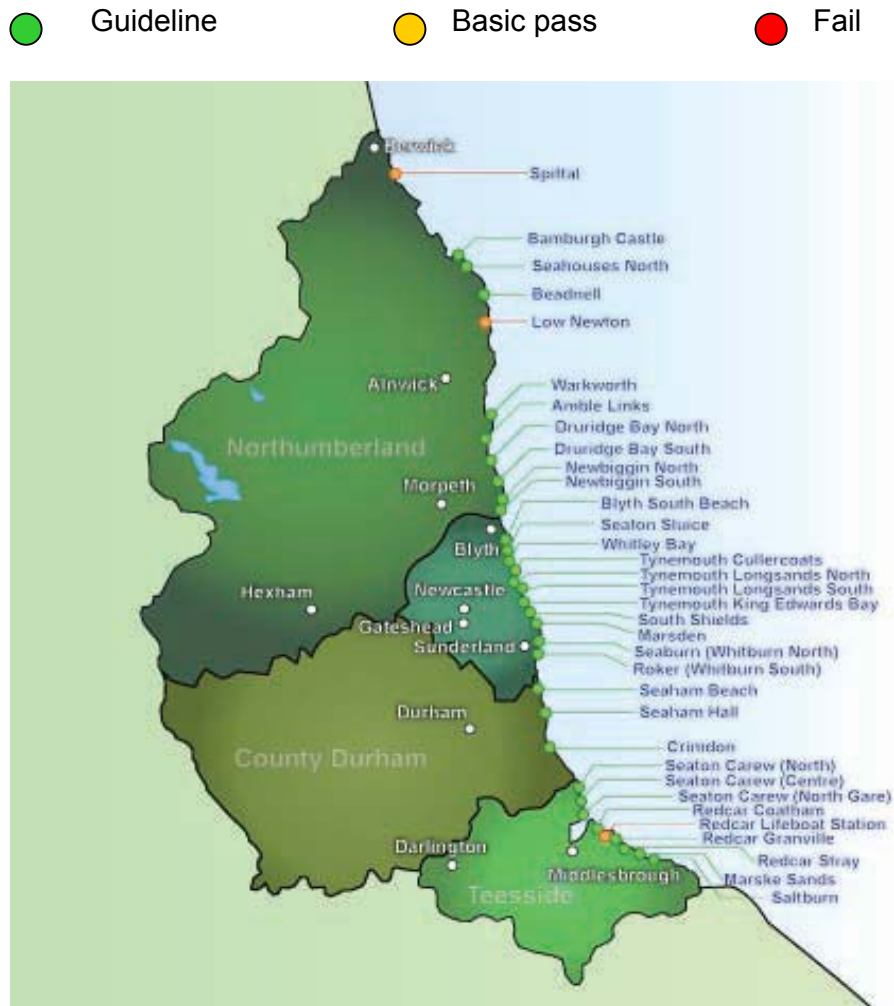 Guideline
Basic pass
Fail
Berwick
Spittal
Bamburgh Castle
Seahouses North
Beadnell
Low Newton
Alnwick
Warkworth
Amble Links
Druridge Bay North
Northumberland
Druridge Bay South
Newbiggin North
Newbiggin South
Morpeth
Blyth South Beach
Seaton Sluice
Whitley Bay
Blyth
Tynemouth Cullercoats
Tynemouth Longsands North
Tynemouth Longsands South
Hexham
Newcastle
Tynemouth King Edwards Bay
South Shields
Gateshead
Marsden
Sunderland
Seaburn (Whitburn North)
Roker (Whitburn South)
Seaham Beach
Durham
Seaham Hall
Crimdon
County Durham
Seaton Carew (North)
Seaton Carew (Centre)
Seaton Carew (North Gare)
Redcar Coatham
Redcar Lifeboat Station
Redcar Granville
Darlington
Redcar Stray
Middlesbrough
Marske Sands
Teesside
Saltburn